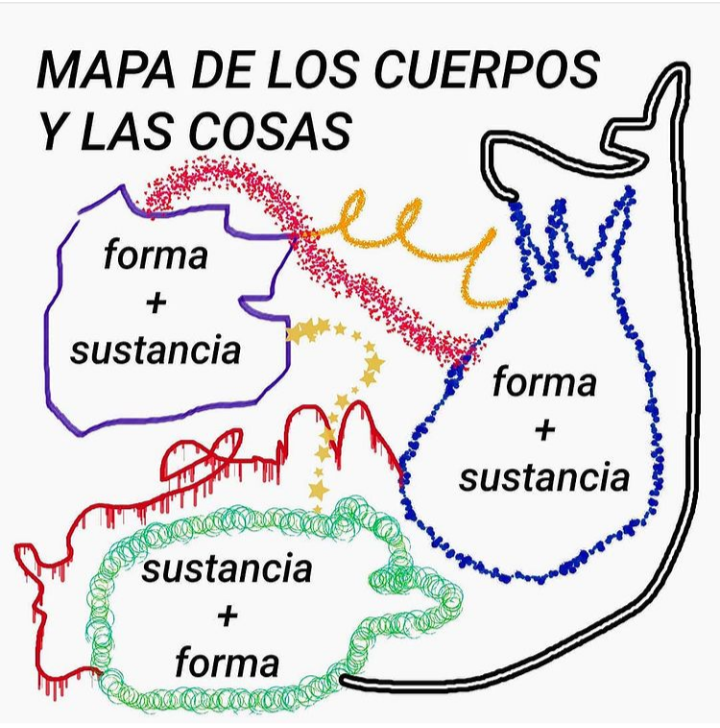 MAPA DE LOS CUERPOS
Y LAS COSAS
forma
+
sustancia
forma
+
sustancia
sustancia
+
forma